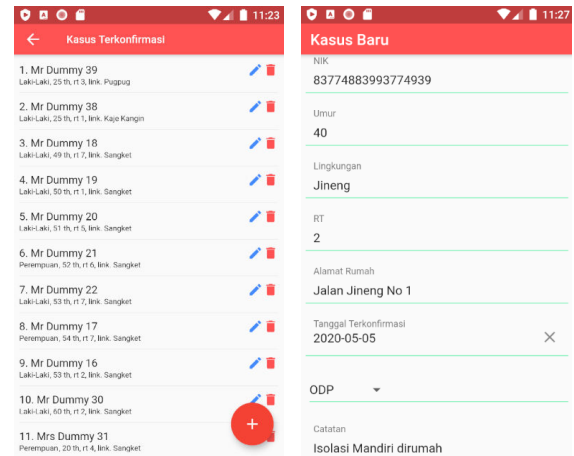 11:23
Kasus Terkonfirmasi
1. Mr Dummy 39
Laki-Laki, 25 th, rt 3, link. Pugpug
2. Mr Dummy 38
Laki-Laki, 25 th, rt 1, link. Kaje Kangin
3. Mr Dummy 18
Laki-Laki, 49 th, rt 7, link. Sangket
4. Mr Dummy 19
Laki-Laki, 50 th, rt 1, link. Sangket
5. Mr Dummy 20
Laki-Laki, 51 th, rt 5, link. Sangket
6. Mr Dummy 21
Perempuan, 52 th, rt 6, link. Sangket
7. Mr Dummy 22
Laki-Laki, 53 th, rt 7, link. Sangket
8. Mr Dummy 17
Perempuan, 54 th, rt 7, link. Sangket
9. Mr Dummy 16
Laki-Laki, 53 th, rt 2, link. Sangket
10. Mr Dummy 30
Laki-Laki, 60 th, rt 2, link. Sangket
11. Mrs Dummy 31
Perempuan, 20 th, rt 4, link. Sangket
11:27
Kasus Baru
NIK
83774883993774939
Umur
40
Lingkungan
Jineng
RT
2
Alamat Rumah
Jalan Jineng No 1
Tanggal Terkonfirmasi
2020-05-05
ODP
Catatan
Isolasi Mandiri dirumah